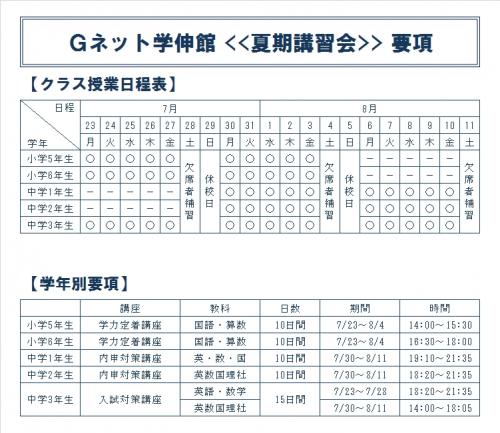 Gネット学伸館 <<夏期講習会>> 要項
【クラス授業日程表】
日程 7月 8月
23 24 25 26 27 28 29 30 31 1 2 3 4 5 6 7 8 9 10 11
学年 月 火 水 木 金 土 日 月 火 水 木 金 土 日 月 火 水 木 金 土
小学5年生 ○ ○ ○ ○ ○ 欠席者補習 休校日 ○ ○ ○ ○ ○ 欠席者補習 休校日 － － － － － 欠席者補習
小学6年生 ○ ○ ○ ○ ○ ○ ○ ○ ○ ○ － － － － －
中学1年生 － － － － － ○ ○ ○ ○ ○ ○ ○ ○ ○ ○
中学2年生 － － － － － ○ ○ ○ ○ ○ ○ ○ ○ ○ ○
中学3年生 ○ ○ ○ ○ ○ ○ ○ ○ ○ ○ ○ ○ ○ ○ ○
【学年別要項】
講座 教科 日数 期間 時間
小学5年生 学力定着講座 国語・算数 10日間 7/23～8/4 14:00～15:30
小学6年生 学力定着講座 国語・算数 10日間 7/23～8/4 16:30～18:00
中学1年生 内申対策講座 英・数・国 10日間 7/30～8/11 19:10～21:35
中学2年生 内申対策講座 英数国理社 10日間 7/30～8/11 18:20～21:35
中学3年生 入試対策講座 英語・数学 15日間 7/23～7/28 18:20～21:35
英数国理社 7/30～8/11 14:00～18:05